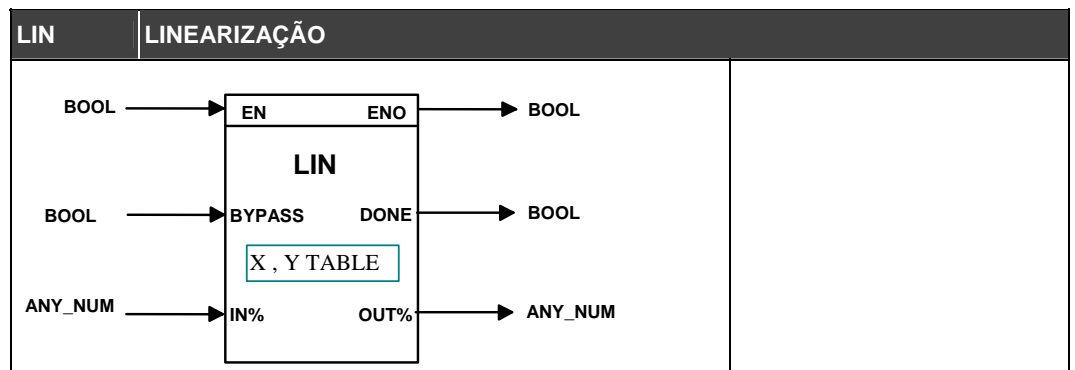 LIN LINEARIZAÇÃO
BOOL EN ENO BOOL
LIN
BOOL BYPASS DONE BOOL
X , Y TABLE
ANY_NUM IN% OUT% ANY_NUM